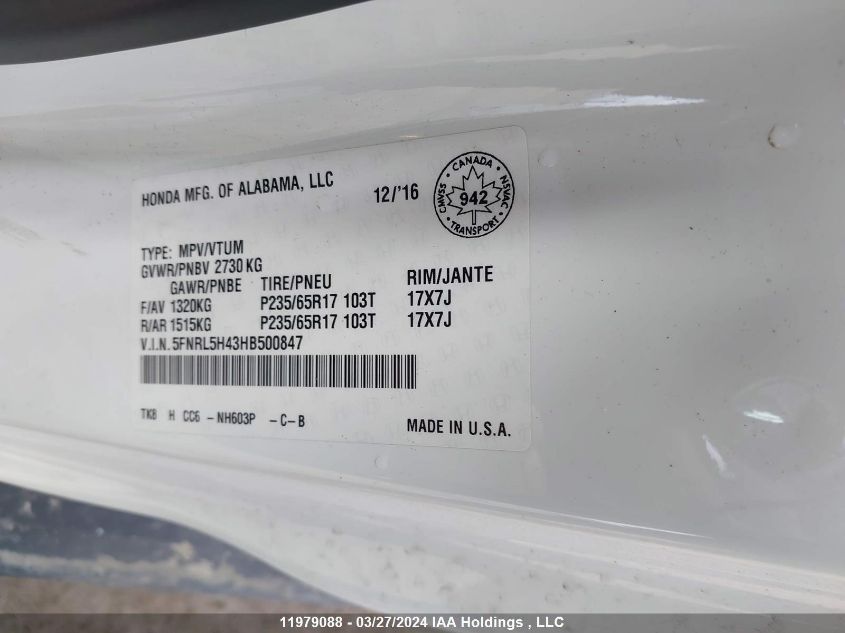 HONDA MFG. OF ALABAMA, LLC 12/'16
CANADA
CMVSS 942 NSVAC
TRANSPORT
TYPE: MPV/VTUM
GVWR/PNBV 2730 KG
GAWR/PNBE TIRE/PNEU RIM/JANTE
F/AV 1320KG P235/65R17 103T 17X7J
R/AR 1515KG P235/65R17 103T 17X7J
V.I.N. 5FNRL5H43HB500847
TK8 H CC6 -NH603P -C-B MADE IN U.S.A.
11979088 - 03/27/2024 IAA Holdings , LLC